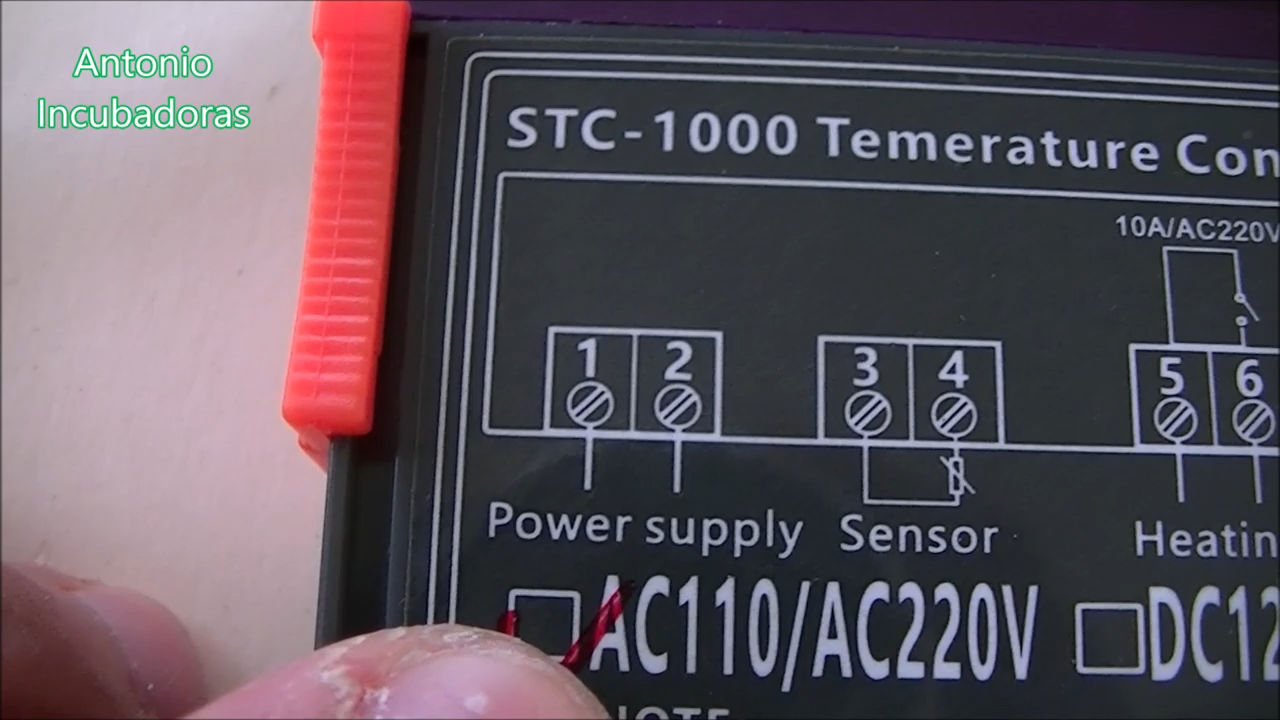 Antonio
Incubadoras
STC-1000 Temerature Con
10A/AC220V
1 2 3 4 5 6
Power supply Sensor Heatin
AC110/AC220V DC12
NOTE